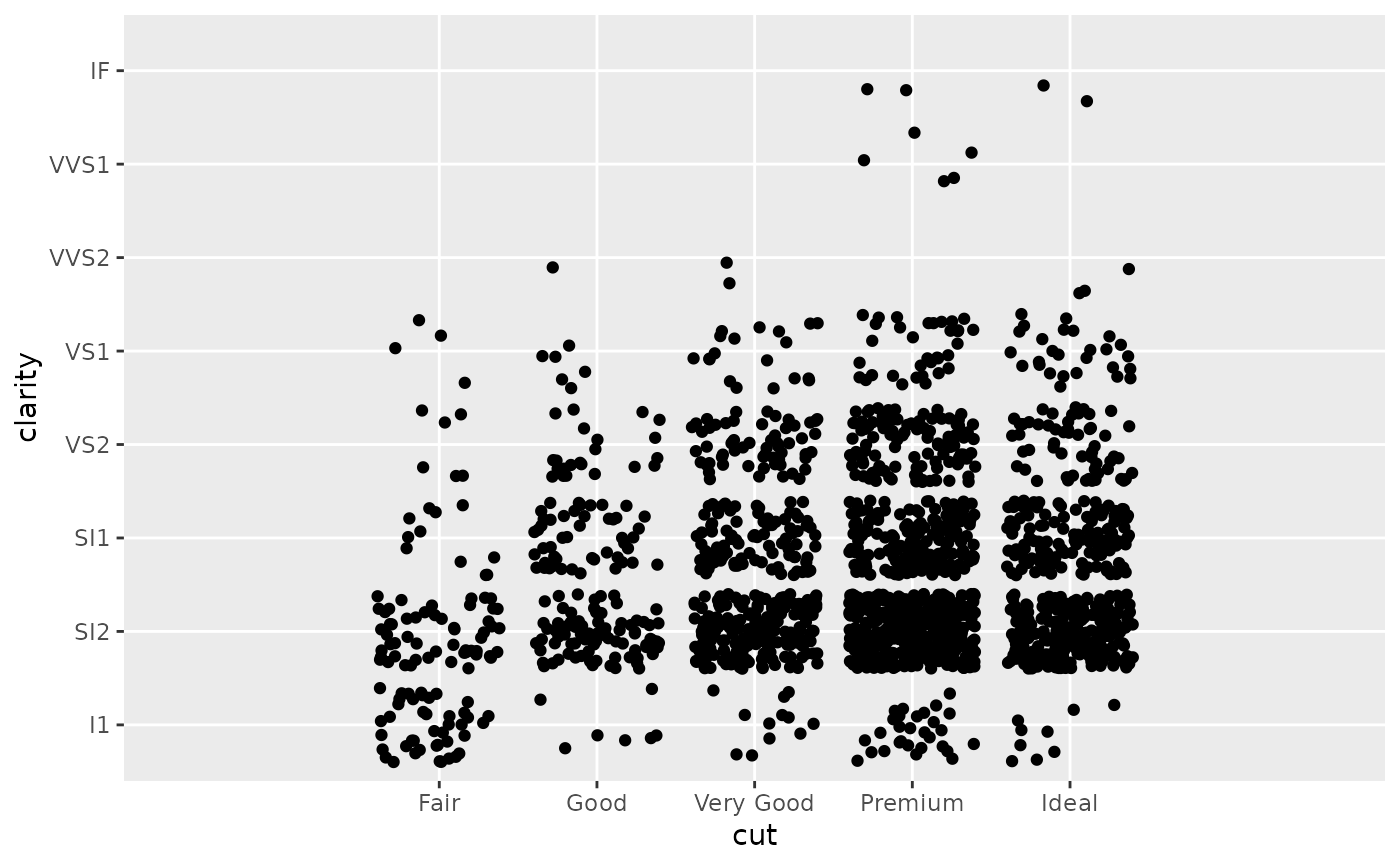 clarity
IF
VVS1
VVS2
VS1
VS2
SI1
SI2
I1
Fair Good Very Good Premium Ideal
cut